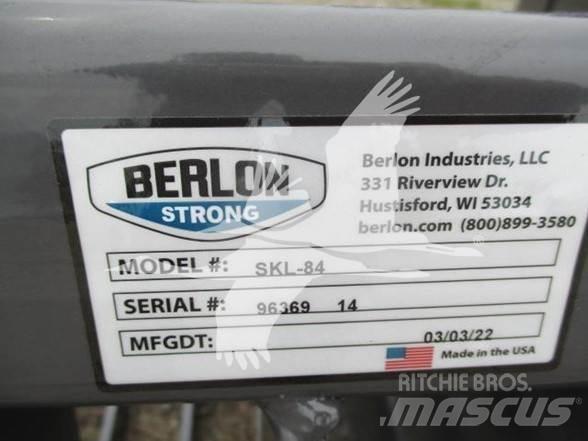 BERLON
STRONG
Berlon Industries, LLC
331 Riverview Dr.
Hustisford, WI 53034
berlon.com (800)899-3580
MODEL #: SKL-84
SERIAL #: 96369 14
MFGDT: 03/03/22
Made in the USA
RITCHIE BROS.
MASCUS